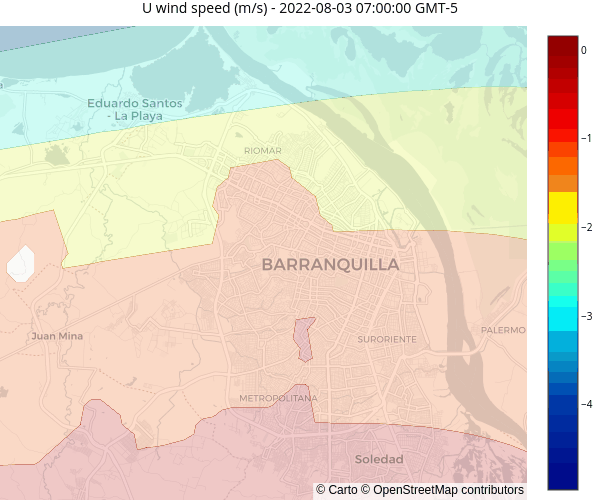 U wind speed (m/s) - 2022-08-03 07:00:00 GMT-5
0
Eduardo Santos
- La Playa
−1
RIOMAR
−2
BARRANQUILLA
−3
PALERMO
Juan Mina
SURORIENTE
METROPOLITANA
−4
Soledad
© Carto © OpenStreetMap contributors